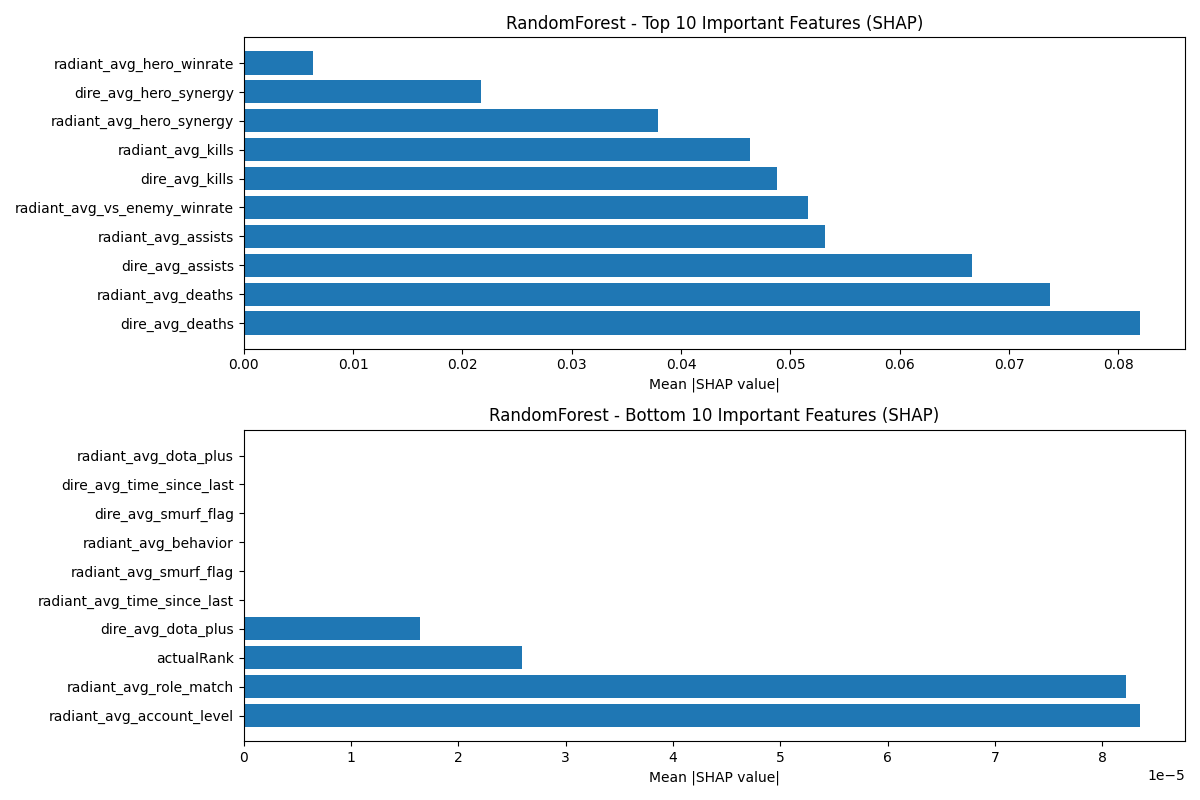 RandomForest - Top 10 Important Features (SHAP)
radiant_avg_hero_winrate
dire_avg_hero_synergy
radiant_avg_hero_synergy
radiant_avg_kills
dire_avg_kills
radiant_avg_vs_enemy_winrate
radiant_avg_assists
dire_avg_assists
radiant_avg_deaths
dire_avg_deaths
0.00 0.01 0.02 0.03 0.04 0.05 0.06 0.07 0.08
Mean |SHAP value|
RandomForest - Bottom 10 Important Features (SHAP)
radiant_avg_dota_plus
dire_avg_time_since_last
dire_avg_smurf_flag
radiant_avg_behavior
radiant_avg_smurf_flag
radiant_avg_time_since_last
dire_avg_dota_plus
actualRank
radiant_avg_role_match
radiant_avg_account_level
0 1 2 3 4 5 6 7 8
1e−5
Mean |SHAP value|